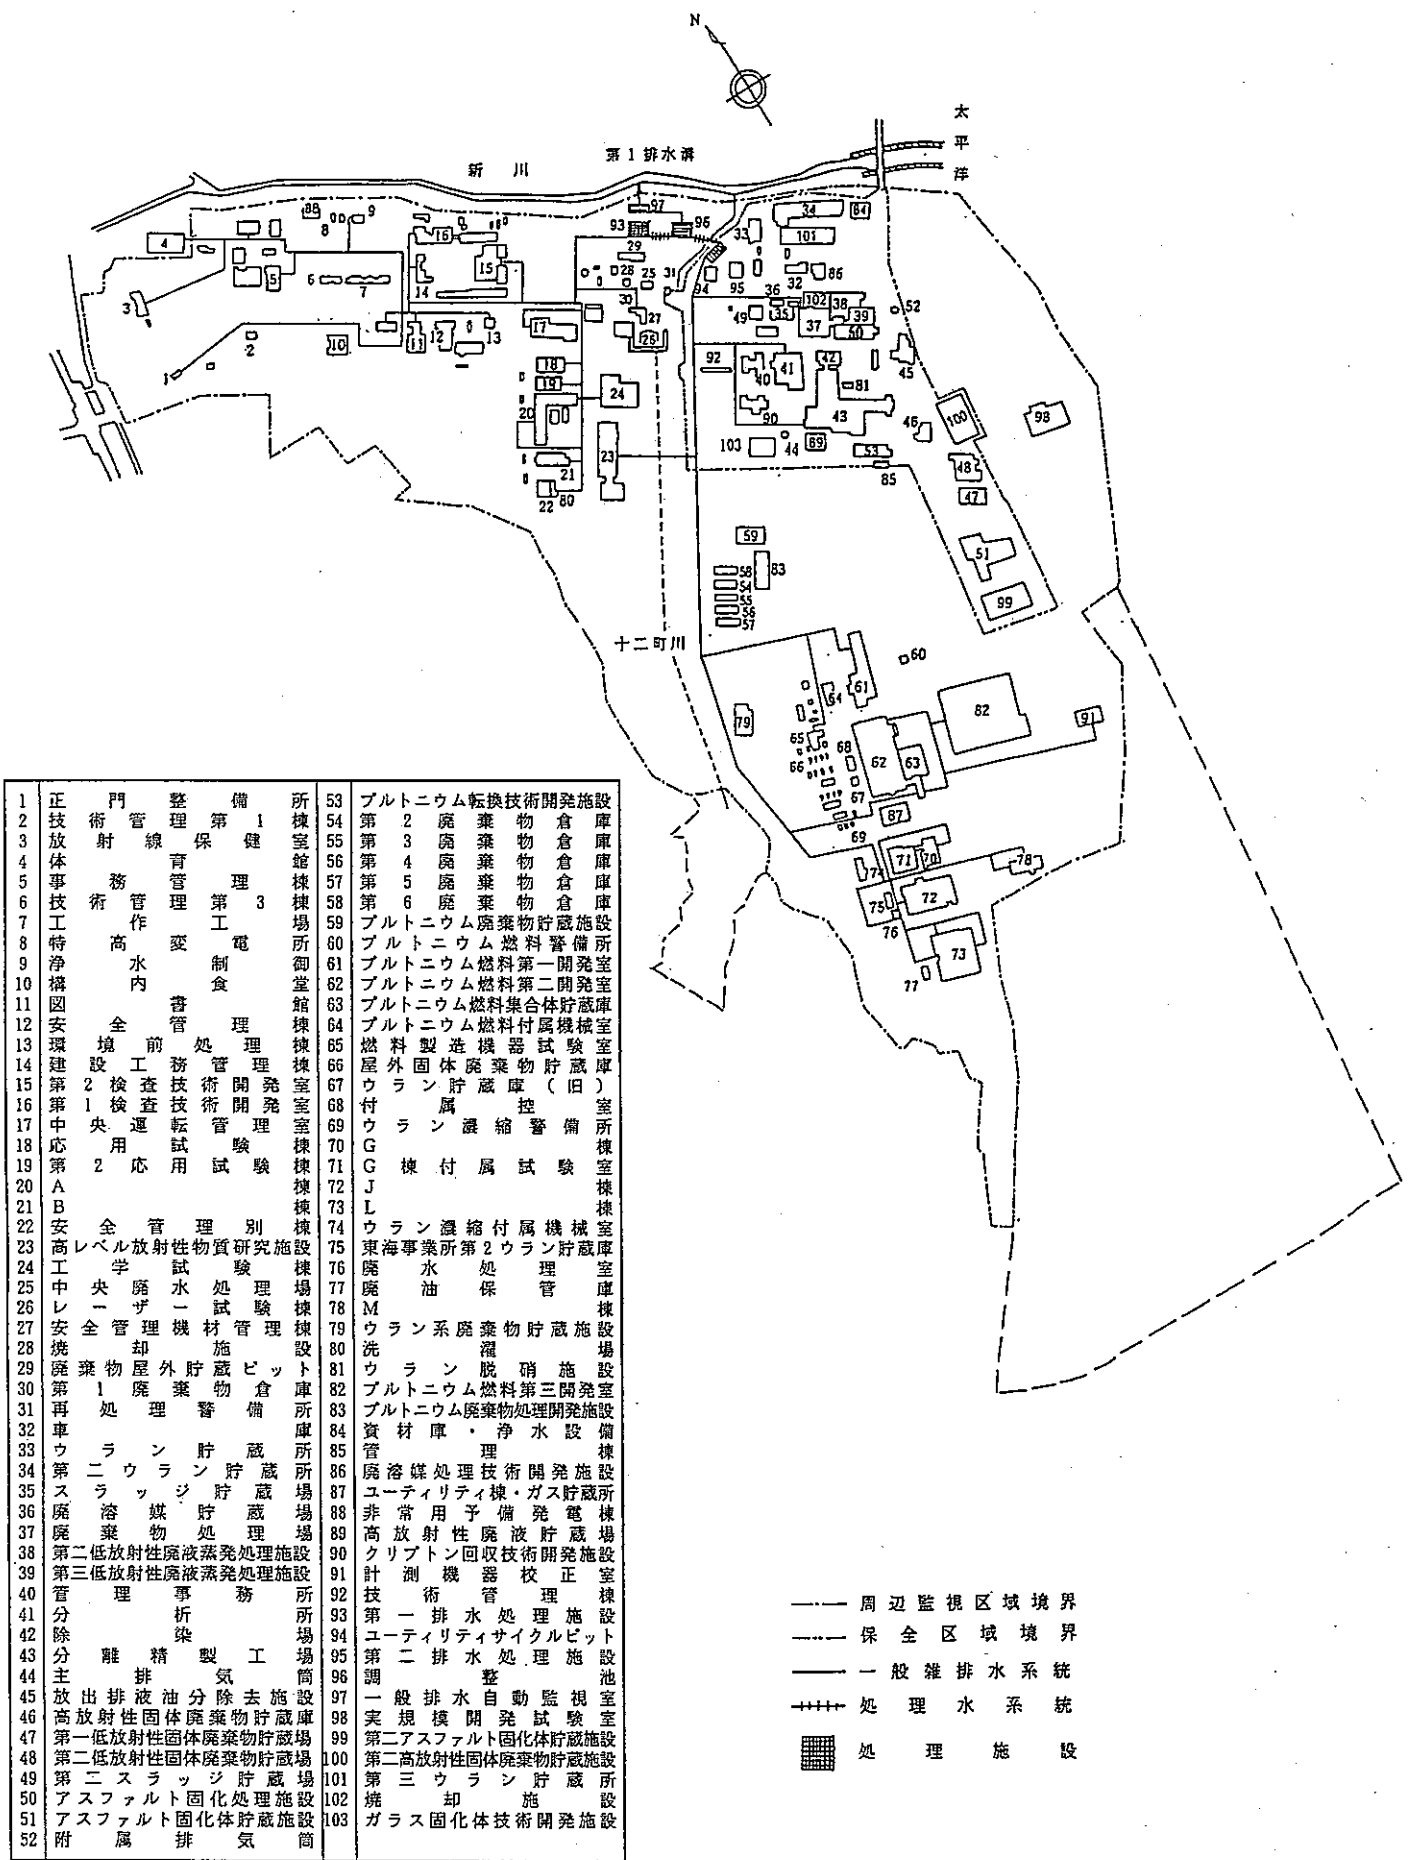 N
太平洋
新川
第1排水溝
十二町川
1 正門警備所
2 技術管理第1棟
3 放射線保健室
4 体育館
5 事務管理棟
6 技術管理第3棟
7 工作工場
8 特高変電所
9 浄水制御
10 構内食堂
11 図書館
12 安全管理棟
13 環境前処理棟
14 建設工務管理棟
15 第2検査技術開発室
16 第1検査技術開発室
17 中央運転管理室
18 応用試験棟
19 第2応用試験棟
20 A棟
21 B棟
22 安全管理別棟
23 高レベル放射性物質研究施設
24 工学試験棟
25 中央廃水処理場
26 レーザー試験棟
27 安全管理機材管理棟
28 焼却施設
29 廃棄物屋外貯蔵ピット
30 第1廃棄物倉庫
31 再処理警備所
32 車庫
33 ウラン貯蔵所
34 第二ウラン貯蔵所
35 スラッジ貯蔵場
36 廃溶媒貯蔵場
37 廃棄物処理場
38 第二低放射性廃液蒸発処理施設
39 第三低放射性廃液蒸発処理施設
40 管理事務所
41 分析所
42 除染場
43 分離精製工場
44 主排気筒
45 放出排液油分除去施設
46 高放射性固体廃棄物貯蔵庫
47 第一低放射性固体廃棄物貯蔵場
48 第二低放射性固体廃棄物貯蔵場
49 第二スラッジ貯蔵場
50 アスファルト固化処理施設
51 アスファルト固化体貯蔵施設
52 附属排気筒
53 プルトニウム転換技術開発施設
54 第2廃棄物倉庫
55 第3廃棄物倉庫
56 第4廃棄物倉庫
57 第5廃棄物倉庫
58 第6廃棄物倉庫
59 プルトニウム廃棄物貯蔵施設
60 プルトニウム燃料警備所
61 プルトニウム燃料第一開発室
62 プルトニウム燃料第二開発室
63 プルトニウム燃料集合体貯蔵庫
64 プルトニウム燃料付属機械室
65 燃料製造機器試験室
66 屋外固体廃棄物貯蔵庫
67 ウラン貯蔵庫（旧）
68 付属控室
69 ウラン濃縮警備所
70 G棟
71 G棟付属試験室
72 J棟
73 L棟
74 ウラン濃縮付属機械室
75 東海事業所第2ウラン貯蔵庫
76 廃水処理室
77 廃油保管庫
78 M棟
79 ウラン系廃棄物貯蔵施設
80 洗濯場
81 ウラン脱硝施設
82 プルトニウム燃料第三開発室
83 プルトニウム廃棄物処理開発施設
84 資材庫・浄水設備
85 管理棟
86 廃溶媒処理技術開発施設
87 ユーティリティ棟・ガス貯蔵所
88 非常用予備発電棟
89 高放射性廃液貯蔵場
90 クリプトン回収技術開発施設
91 計測機器校正室
92 技術管理棟
93 第一排水処理施設
94 ユーティリティサイクルピット
95 第二排水処理施設
96 調整池
97 一般排水自動監視室
98 実規模開発試験室
99 第二アスファルト固化体貯蔵施設
100 第二高放射性固体廃棄物貯蔵施設
101 第三ウラン貯蔵所
102 焼却施設
103 ガラス固化体技術開発施設
周辺監視区域境界
保全区域境界
一般雑排水系統
処理水系統
処理施設